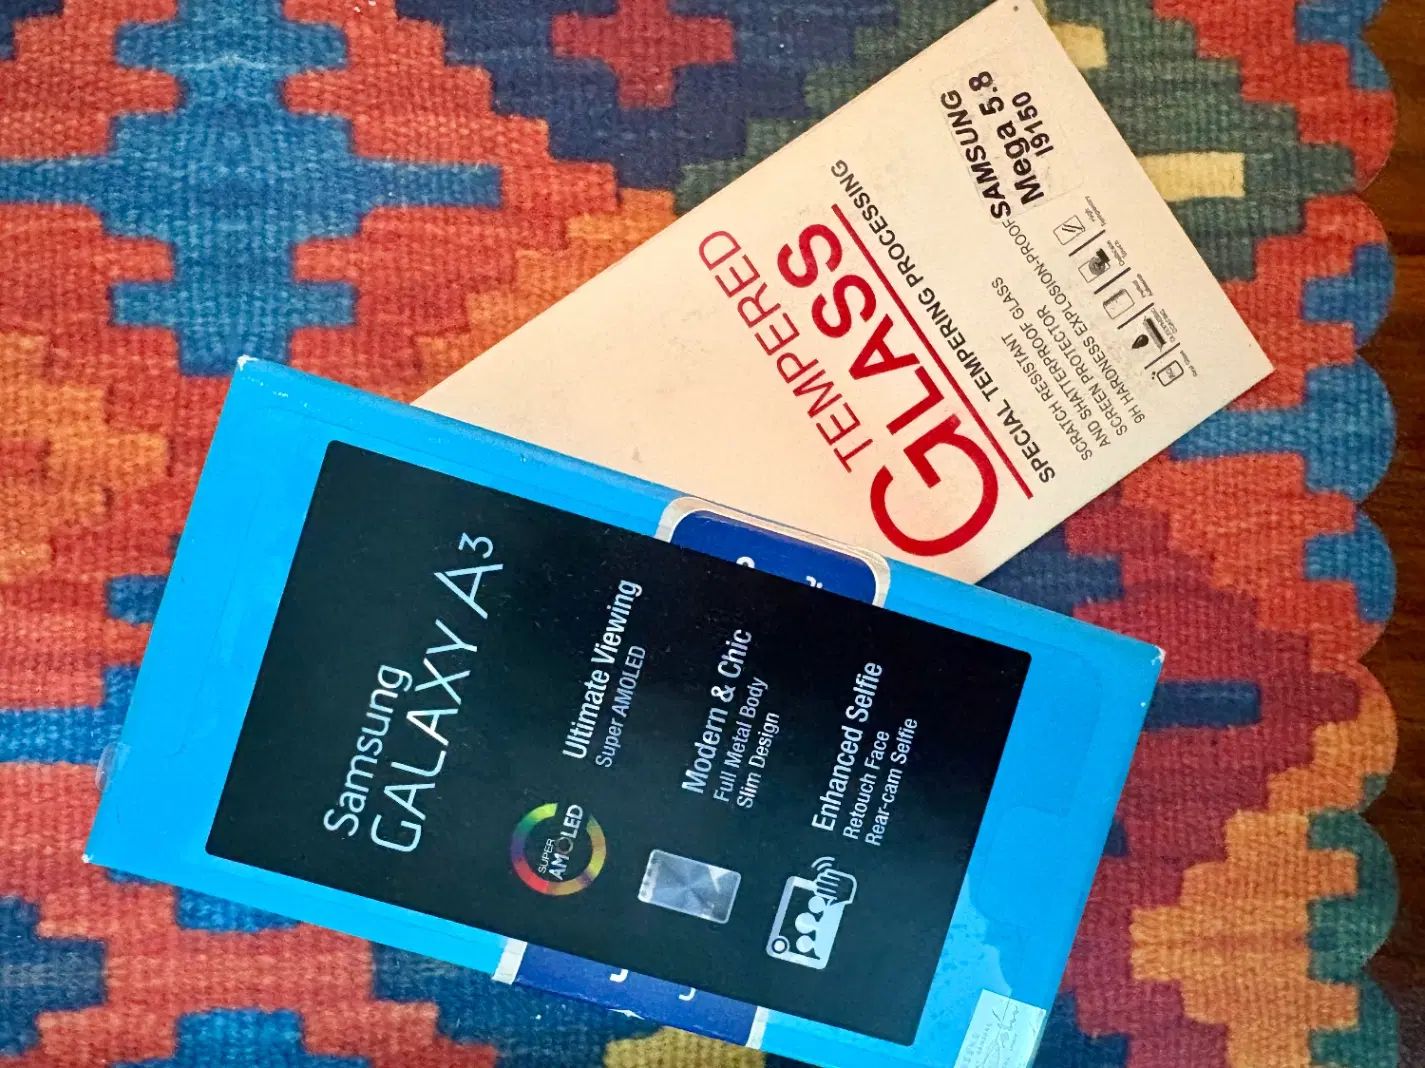 TEMPERED
GLASS
SPECIAL TEMPERING PROCESSING
SCRATCH RESISTANT
AND SHATTERPROOF GLASS
SCREEN PROTECTOR
9H HARDNESS EXPLOSION-PROOF
SAMSUNG
Mega 5.8
I9150
Samsung
GALAXY A3
SUPER
AMOLED
Ultimate Viewing
Super AMOLED
Modern & Chic
Full Metal Body
Slim Design
Enhanced Selfie
Retouch Face
Rear-cam Selfie